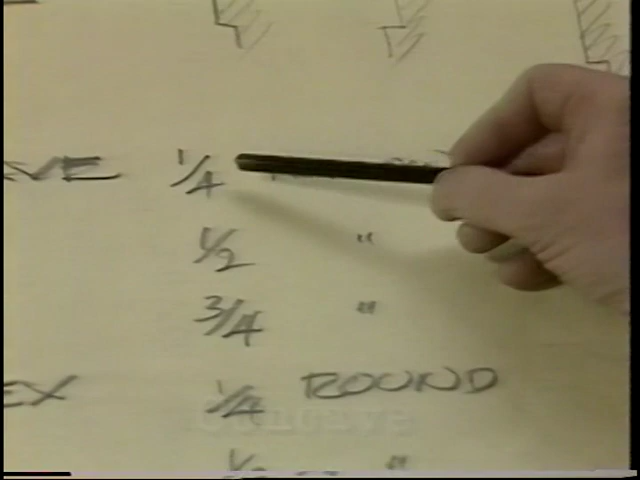 VE 1/4
1/2 "
3/4 "
EX 1/4 ROUND
"